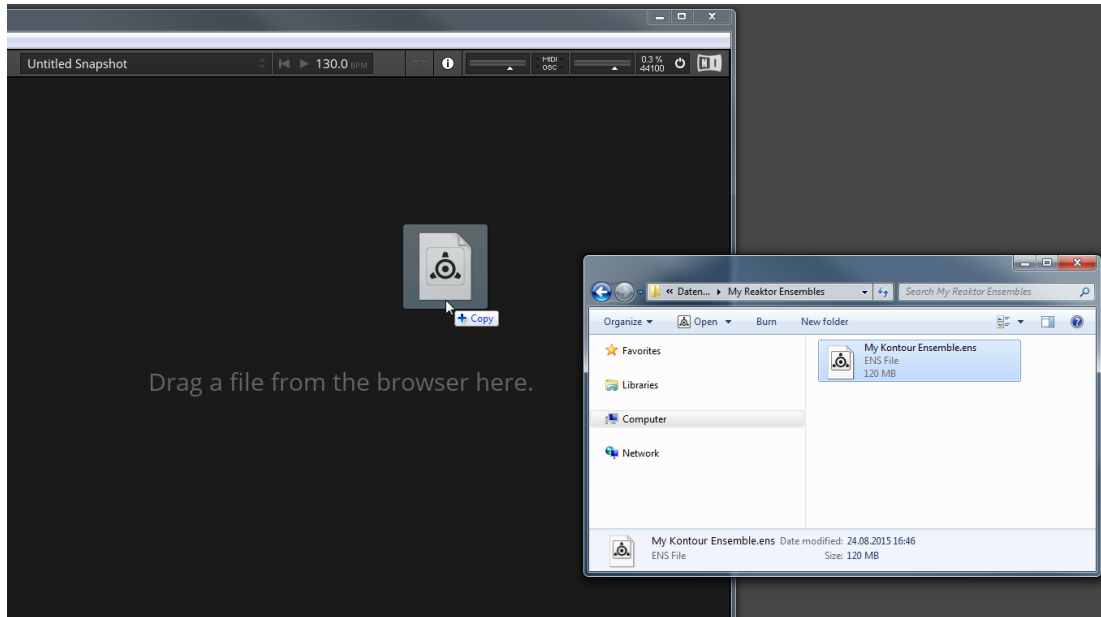 Untitled Snapshot
130.0 BPM
i
MIDI
OSC
0.3 %
44100
NI
Copy
Drag a file from the browser here.
« Daten... ▸ My Reaktor Ensembles
Search My Reaktor Ensembles
Organize ▾ Open ▾ Burn New folder
Favorites
Libraries
Computer
Network
My Kontour Ensemble.ens
ENS File
120 MB
My Kontour Ensemble.ens Date modified: 24.08.2015 16:46
ENS File Size: 120 MB